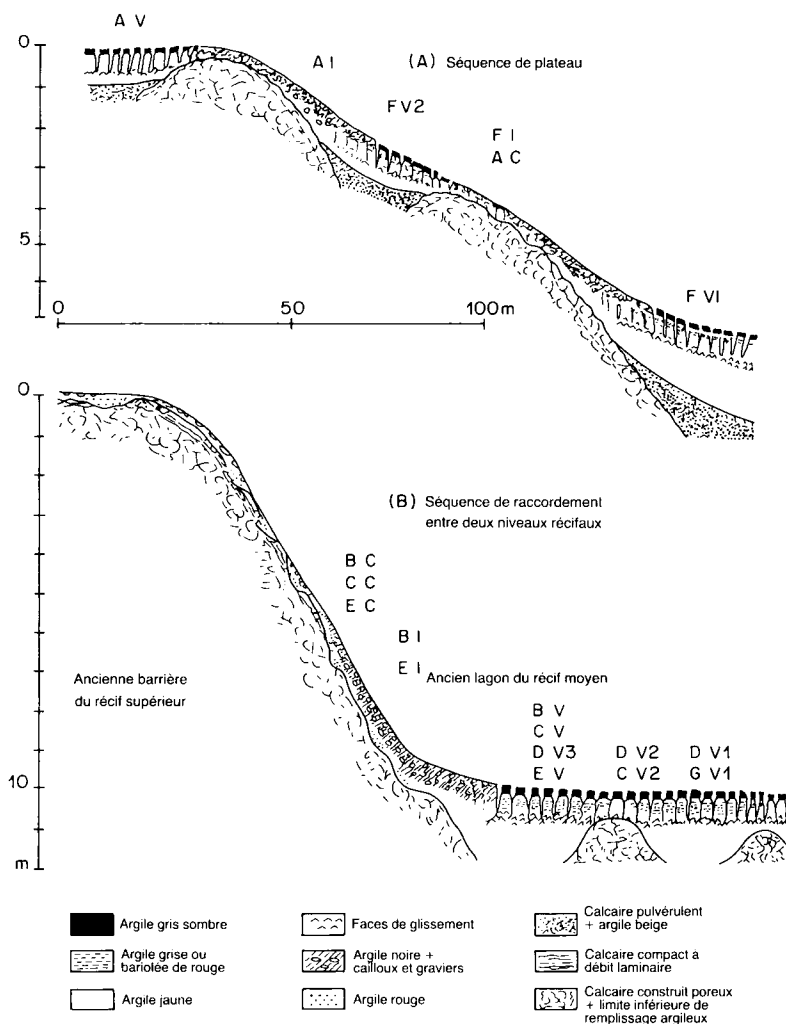 A V
0
A I
(A) Séquence de plateau
F V2
F I
A C
5
F VI
0
50
100m
0
(B) Séquence de raccordement
entre deux niveaux récifaux
B C
C C
E C
B I
E I
Ancienne barrière
du récif supérieur
Ancien lagon du récif moyen
B V
C V
D V3 D V2 D V1
E V C V2 G V1
10
m
Argile gris sombre
Argile grise ou
bariolée de rouge
Argile jaune
Faces de glissement
Argile noire +
cailloux et graviers
Argile rouge
Calcaire pulvérulent
+ argile beige
Calcaire compact à
débit laminaire
Calcaire construit poreux
+ limite inférieure de
remplissage argileux